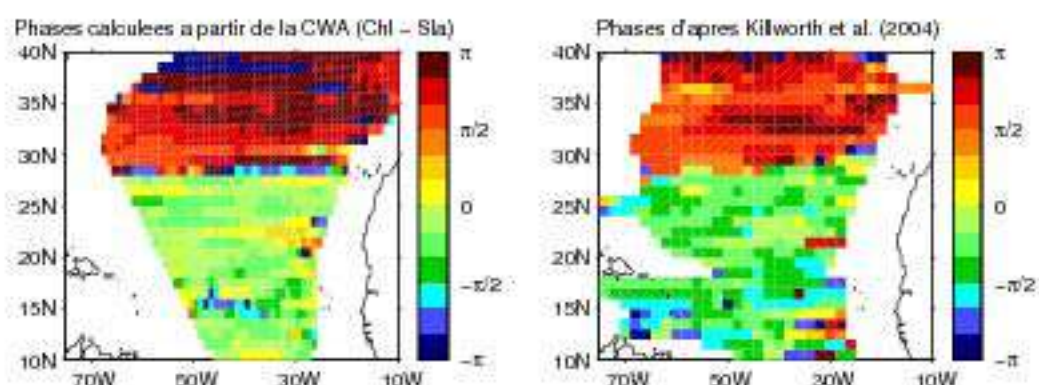 Phases calculees a partir de la CWA (Chl - Sla)
40N
35N
30N
25N
20N
15N
10N
70W 50W 30W 10W
π
π/2
0
-π/2
-π
Phases d'apres Killworth et al. (2004)
40N
35N
30N
25N
20N
15N
10N
70W 50W 30W 10W
π
π/2
0
-π/2
-π